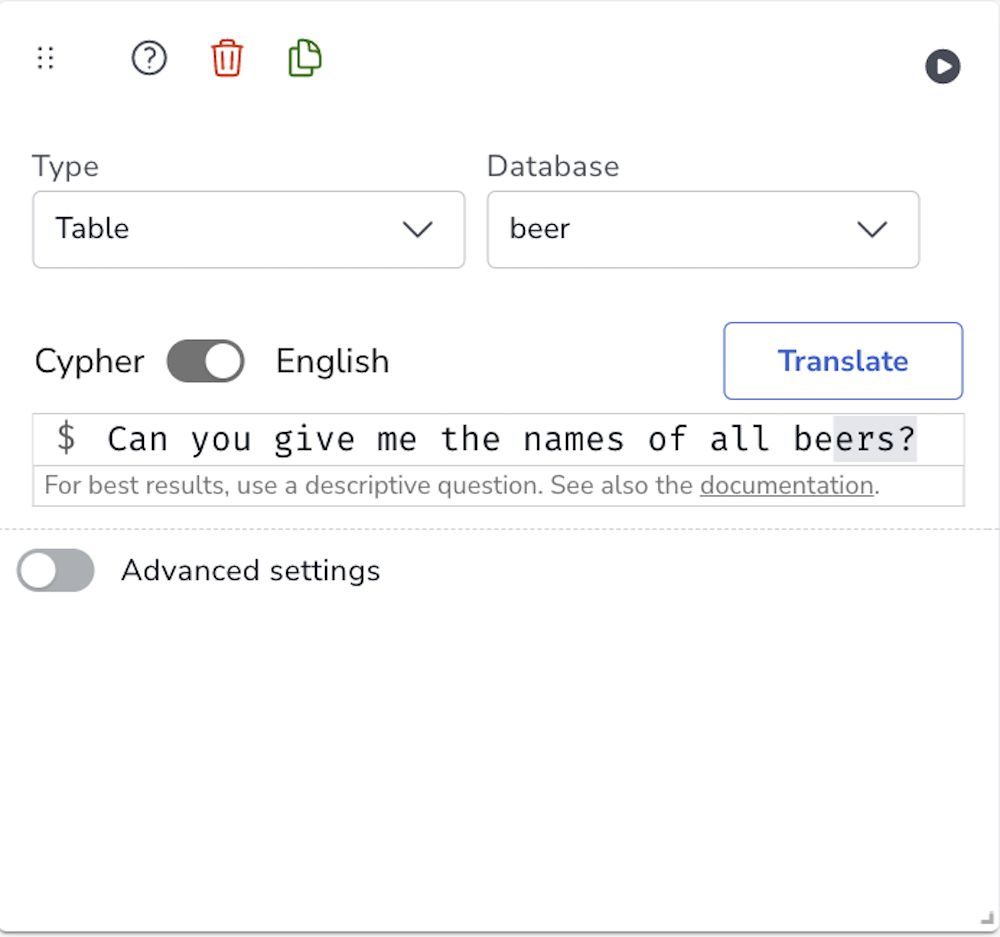 Type
Database
Table
beer
Cypher
English
Translate
$ Can you give me the names of all beers?
For best results, use a descriptive question. See also the documentation.
Advanced settings